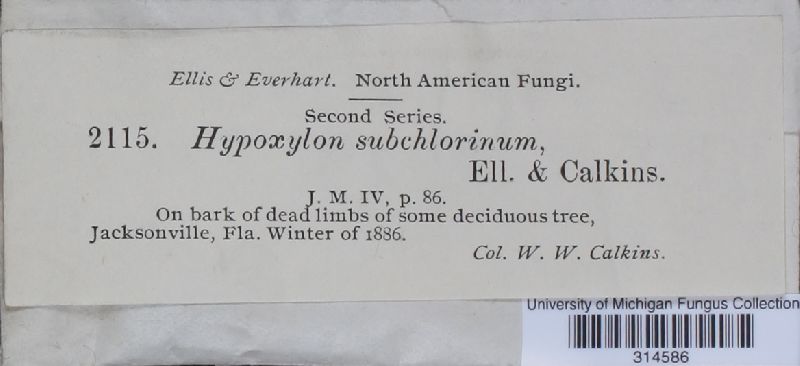 Ellis & Everhart. North American Fungi.
Second Series.
2115. Hypoxylon subchlorinum,
Ell. & Calkins.
J. M. IV, p. 86.
On bark of dead limbs of some deciduous tree,
Jacksonville, Fla. Winter of 1886.
Col. W. W. Calkins.
University of Michigan Fungus Collection
314586